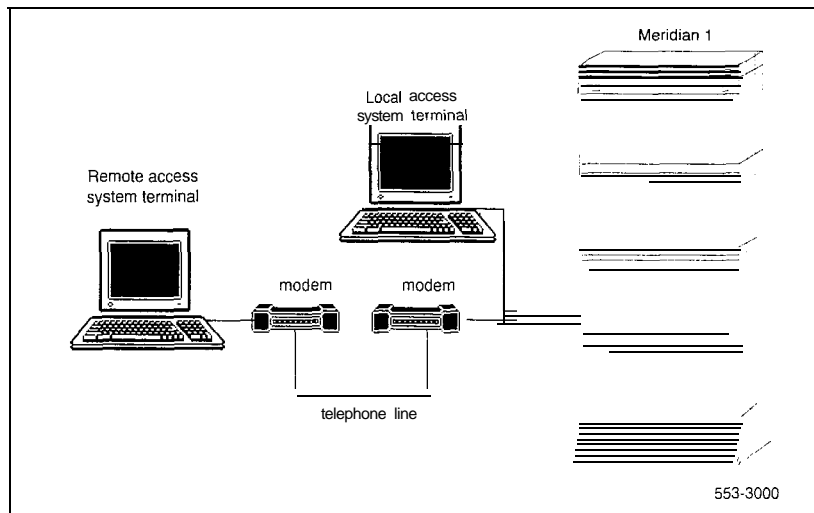 Meridian 1
Local access
system terminal
Remote access
system terminal
modem
modem
telephone line
553-3000